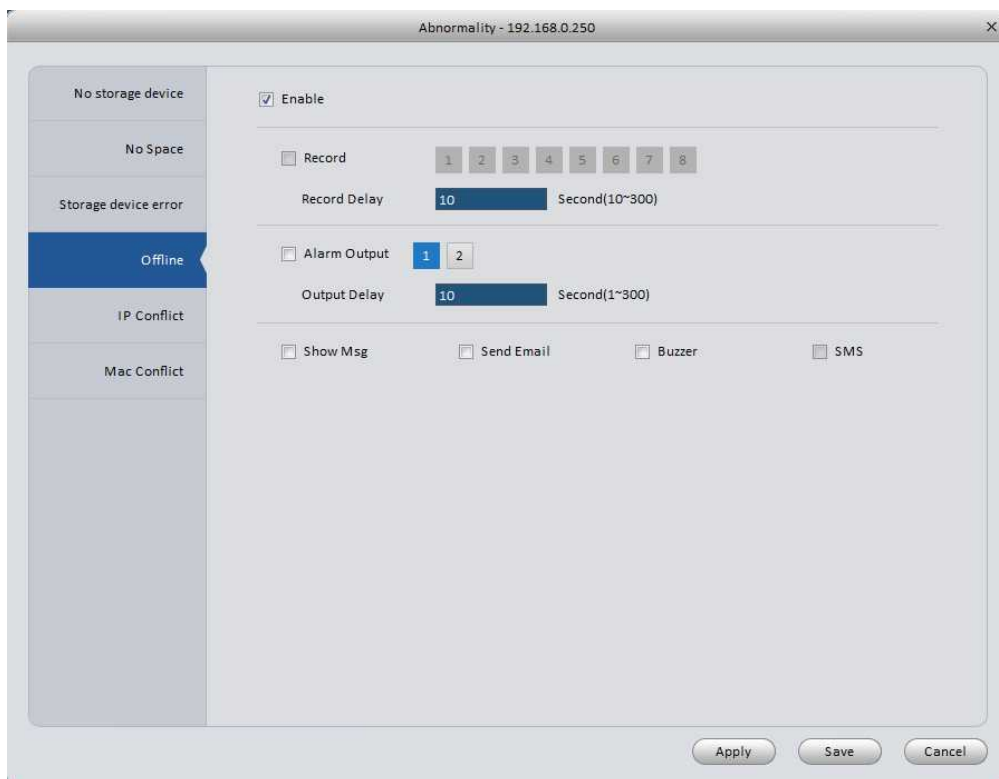 Abnormality - 192.168.0.250
No storage device
No Space
Storage device error
Offline
IP Conflict
Mac Conflict
Enable
Record 1 2 3 4 5 6 7 8
Record Delay 10 Second(10~300)
Alarm Output 1 2
Output Delay 10 Second(1~300)
Show Msg Send Email Buzzer SMS
Apply Save Cancel